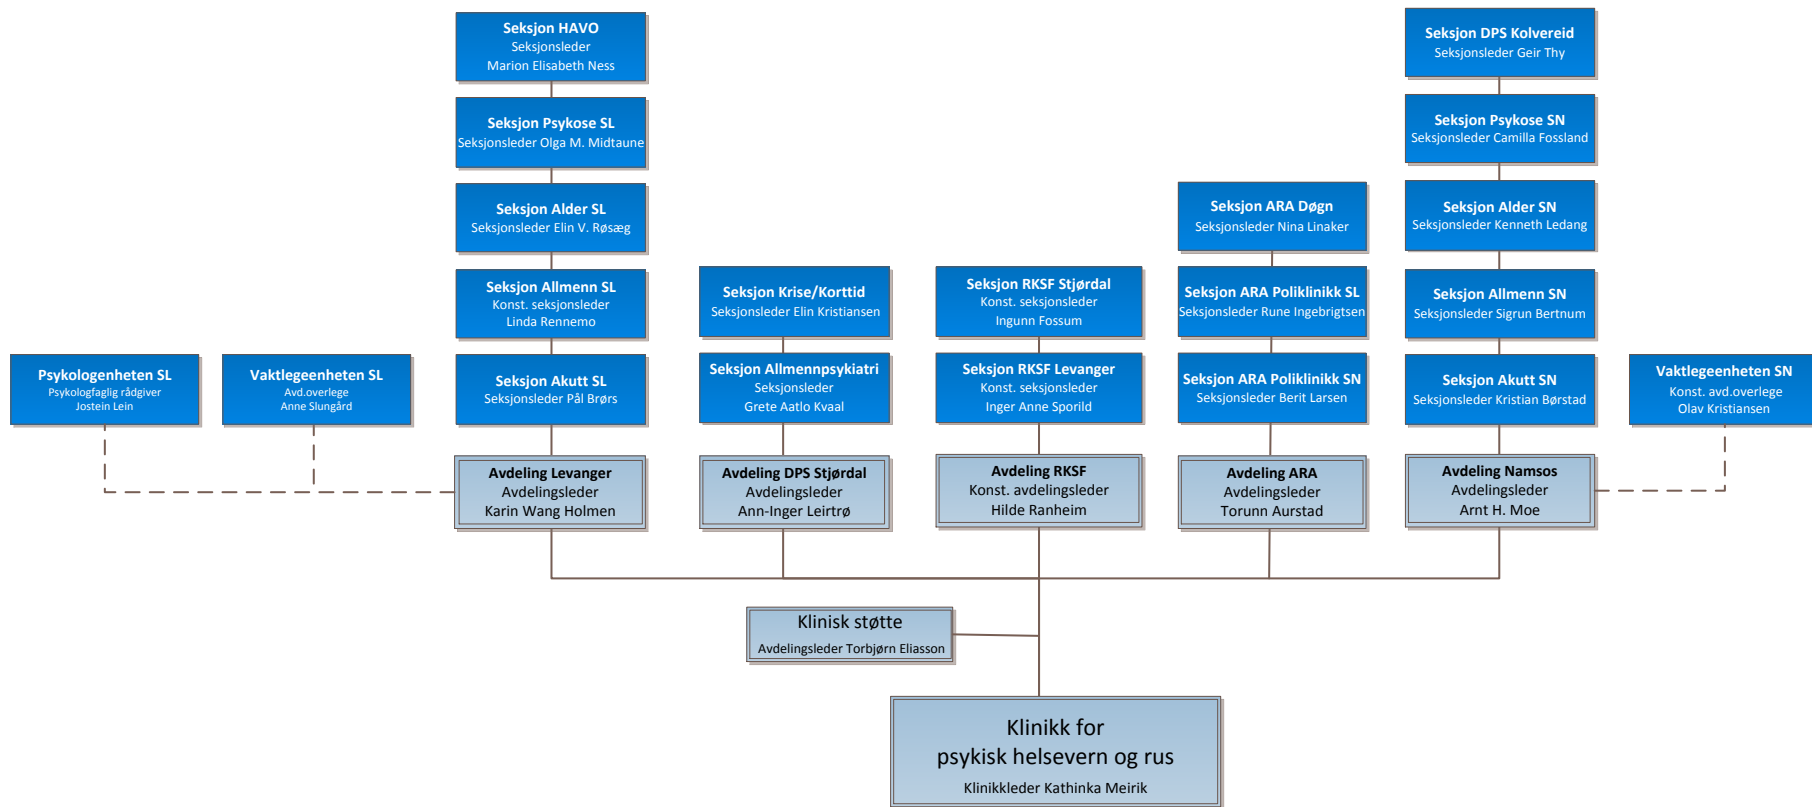 Seksjon HAVO
Seksjonsleder
Marion Elisabeth Ness
Seksjon Psykose SL
Seksjonsleder Olga M. Midtaune
Seksjon Alder SL
Seksjonsleder Elin V. Røsæg
Seksjon Allmenn SL
Konst. seksjonsleder
Linda Rennemo
Seksjon Akutt SL
Seksjonsleder Pål Brørs
Psykologenheten SL
Psykologfaglig rådgiver
Jostein Lein
Vaktlegeenheten SL
Avd.overlege
Anne Slungård
Avdeling Levanger
Avdelingsleder
Karin Wang Holmen
Seksjon Krise/Korttid
Seksjonsleder Elin Kristiansen
Seksjon Allmennpsykiatri
Seksjonsleder
Grete Aatlo Kvaal
Avdeling DPS Stjørdal
Avdelingsleder
Ann-Inger Leirtrø
Seksjon RKSF Stjørdal
Konst. seksjonsleder
Ingunn Fossum
Seksjon RKSF Levanger
Konst. seksjonsleder
Inger Anne Sporild
Avdeling RKSF
Konst. avdelingsleder
Hilde Ranheim
Seksjon ARA Døgn
Seksjonsleder Nina Linaker
Seksjon ARA Poliklinikk SL
Seksjonsleder Rune Ingebrigtsen
Seksjon ARA Poliklinikk SN
Seksjonsleder Berit Larsen
Avdeling ARA
Avdelingsleder
Torunn Aurstad
Seksjon DPS Kolvereid
Seksjonsleder Geir Thy
Seksjon Psykose SN
Seksjonsleder Camilla Fossland
Seksjon Alder SN
Seksjonsleder Kenneth Ledang
Seksjon Allmenn SN
Seksjonsleder Sigrun Bertnum
Seksjon Akutt SN
Seksjonsleder Kristian Børstad
Avdeling Namsos
Avdelingsleder
Arnt H. Moe
Vaktlegeenheten SN
Konst. avd.overlege
Olav Kristiansen
Klinisk støtte
Avdelingsleder Torbjørn Eliasson
Klinikk for
psykisk helsevern og rus
Klinikkleder Kathinka Meirik